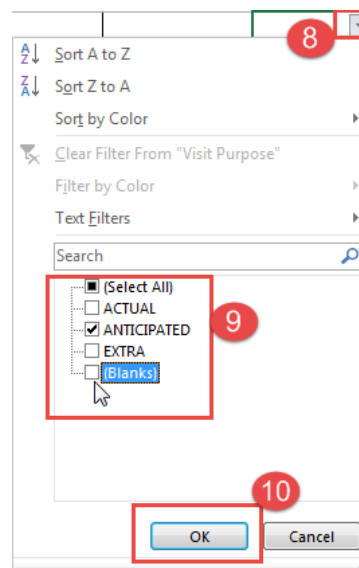 8
Sort A to Z
Sort Z to A
Sort by Color
Clear Filter From "Visit Purpose"
Filter by Color
Text Filters
Search
(Select All)
ACTUAL
ANTICIPATED
9
EXTRA
(Blanks)
10
OK
Cancel